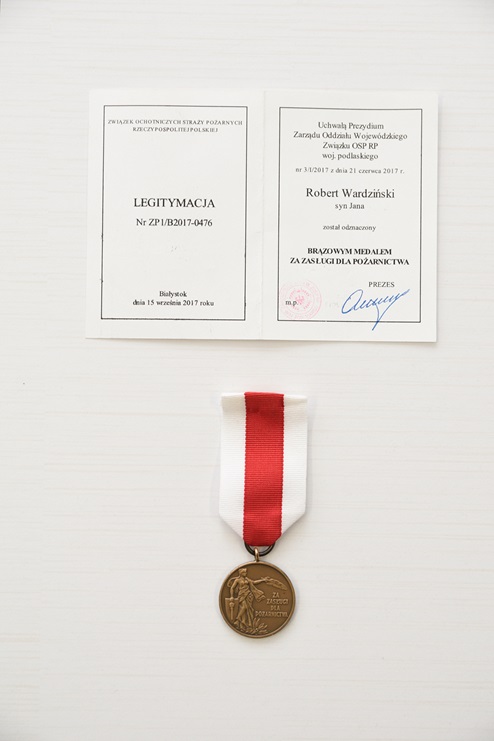 ZWIĄZEK OCHOTNICZYCH STRAŻY POŻARNYCH
RZECZYPOSPOLITEJ POLSKIEJ
LEGITYMACJA
Nr ZP1/B2017-0476
Białystok
dnia 15 września 2017 roku
Uchwałą Prezydium
Zarządu Oddziału Wojewódzkiego
Związku OSP RP
woj. podlaskiego
nr 3/I/2017 z dnia 21 czerwca 2017 r.
Robert Wardziński
syn Jana
został odznaczony
BRĄZOWYM MEDALEM
ZA ZASŁUGI DLA POŻARNICTWA
PREZES
m.p.
ZA
ZASŁUGI
DLA
POŻARNICTWA